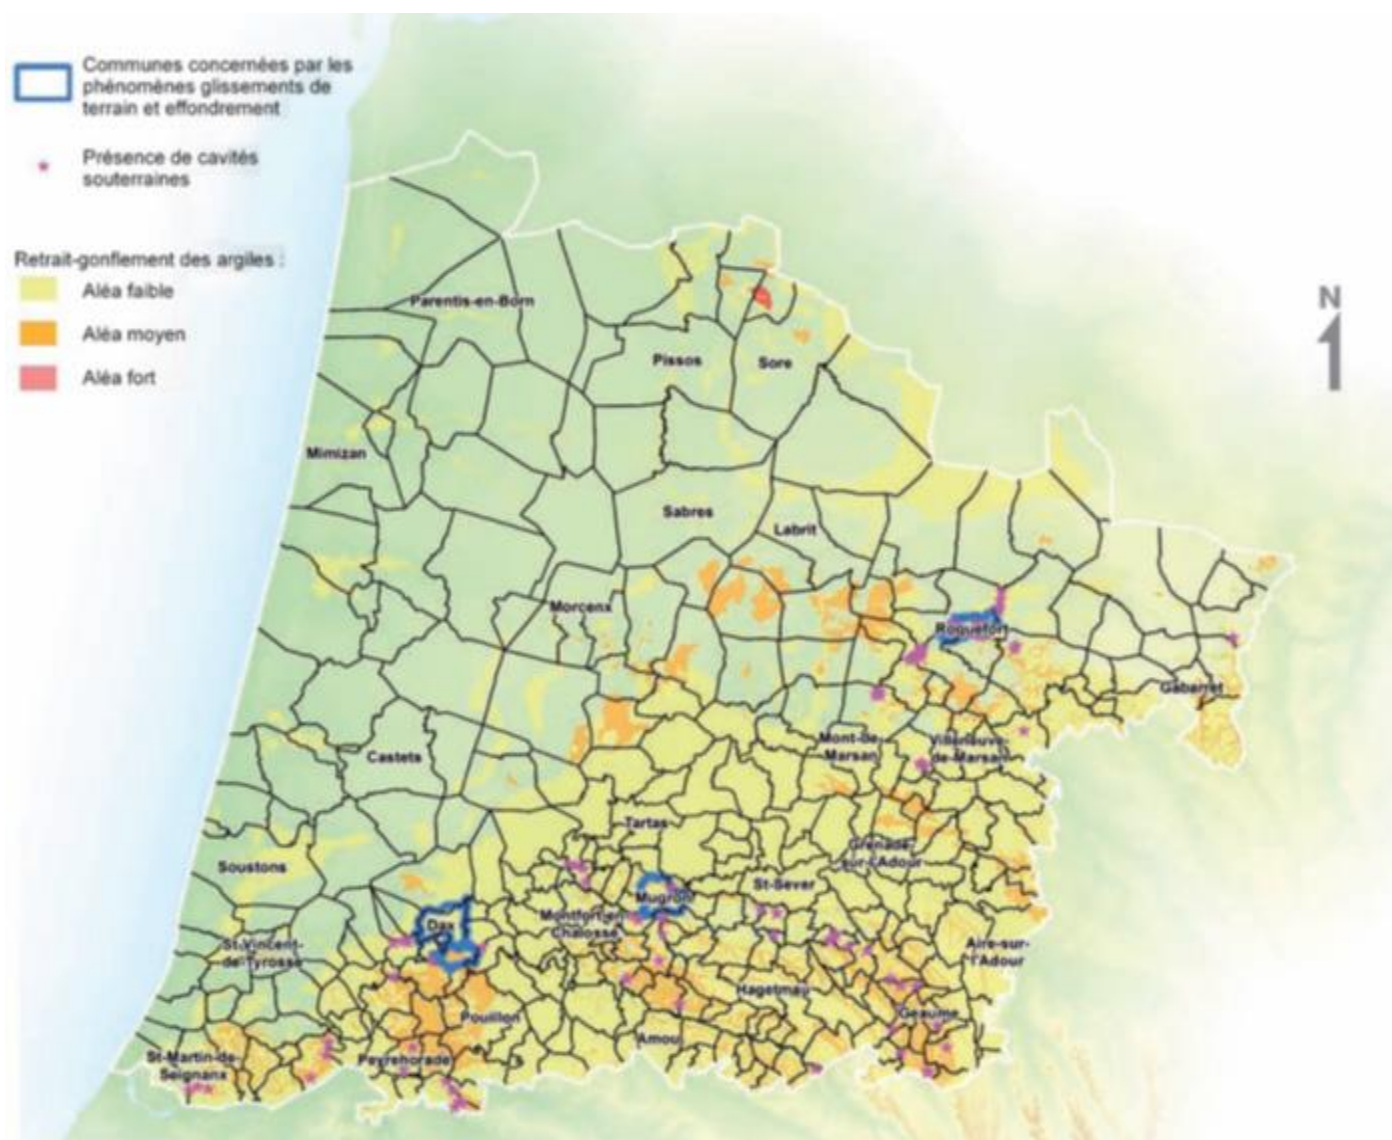 Communes concernées par les
phénomènes glissements de
terrain et effondrement
Présence de cavités
souterraines
Retrait-gonflement des argiles :
Aléa faible
Aléa moyen
Aléa fort
N
Parentis-en-Born
Pissos
Sore
Mimizan
Sabres
Labrit
Morcenx
Roquefort
Gabarret
Castets
Mont-de-
Marsan
Villeneuve-
de-Marsan
Tartas
Grenade-
sur-l'Adour
Soustons
St-Sever
Mugron
Montfort-en-
Chalosse
Dax
St-Vincent-
de-Tyrosse
Aire-sur-
l'Adour
Hagetmau
Geaune
Pouillon
Amou
Peyrehorade
St-Martin-de-
Seignanx